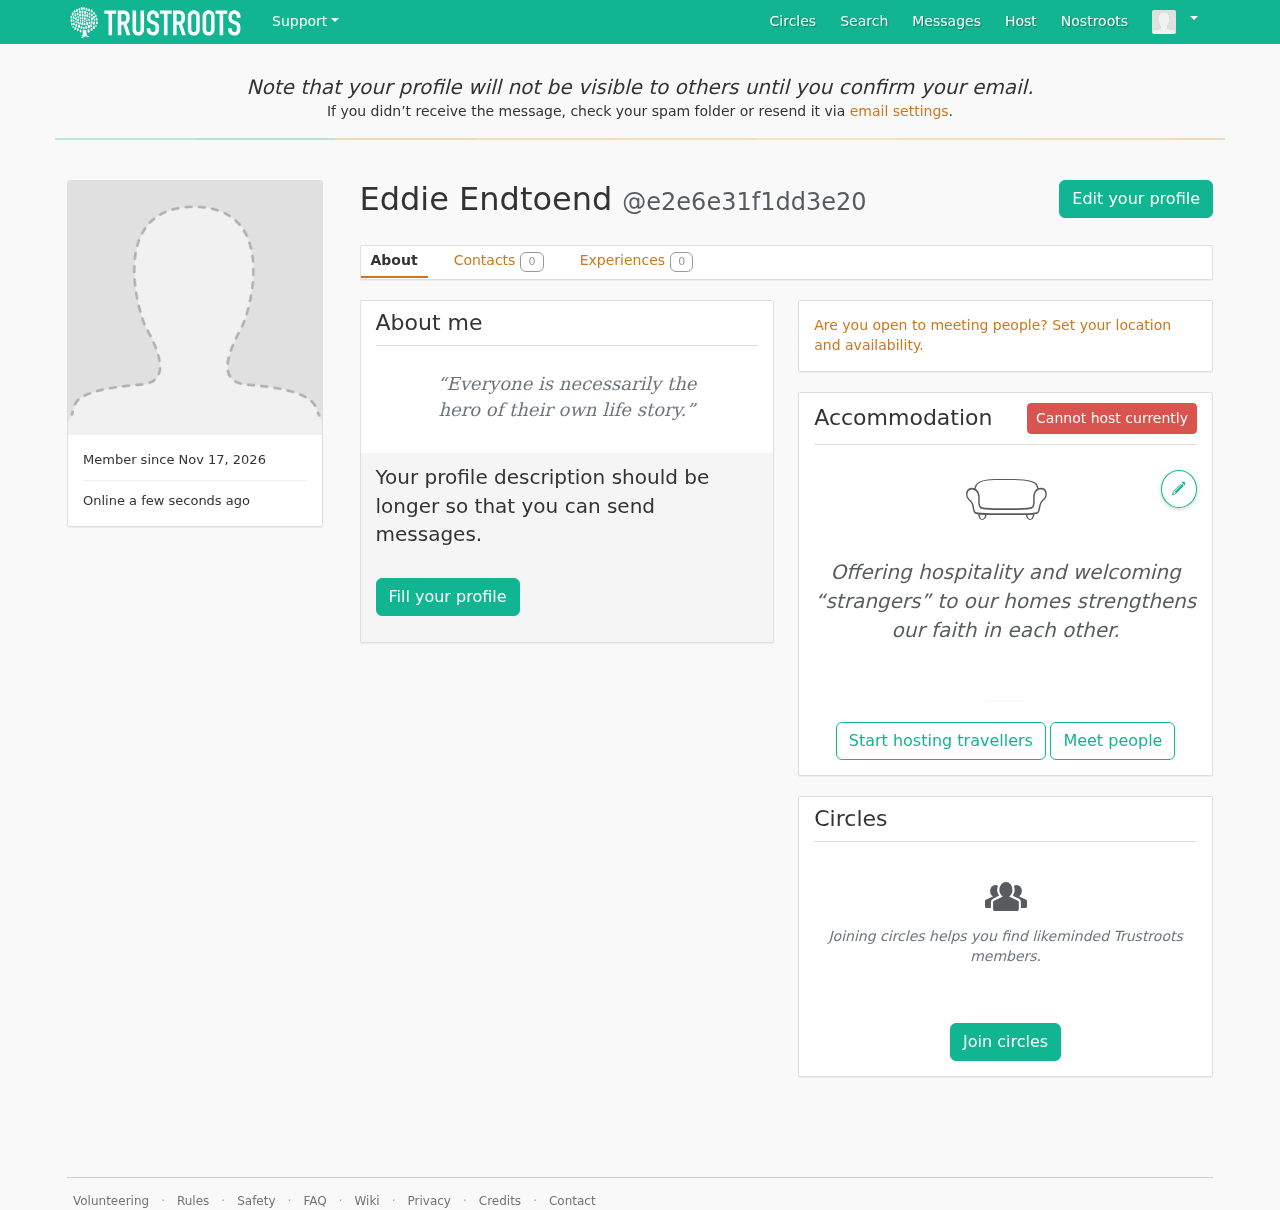 TRUSTROOTS Support Circles Search Messages Host Nostroots
Note that your profile will not be visible to others until you confirm your email.
If you didn’t receive the message, check your spam folder or resend it via email settings.
Eddie Endtoend @e2e6e31f1dd3e20 Edit your profile
About Contacts 0 Experiences 0
Member since Nov 17, 2026
Online a few seconds ago
About me
“Everyone is necessarily the
hero of their own life story.”
Your profile description should be
longer so that you can send
messages.
Fill your profile
Are you open to meeting people? Set your location
and availability.
Accommodation Cannot host currently
Offering hospitality and welcoming
“strangers” to our homes strengthens
our faith in each other.
Start hosting travellers Meet people
Circles
Joining circles helps you find likeminded Trustroots
members.
Join circles
Volunteering · Rules · Safety · FAQ · Wiki · Privacy · Credits · Contact